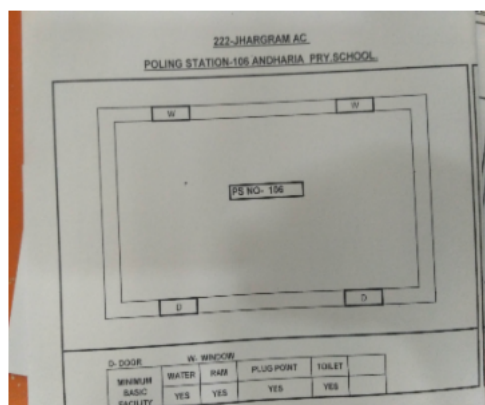 222-JHARGRAM AC
POLING STATION-106 ANDHARIA PRY.SCHOOL.
W W
PS NO- 106
D D
D- DOOR W- WINDOW
MINIMUM BASIC FACILITY WATER RAM PLUG POINT TOILET
YES YES YES YES